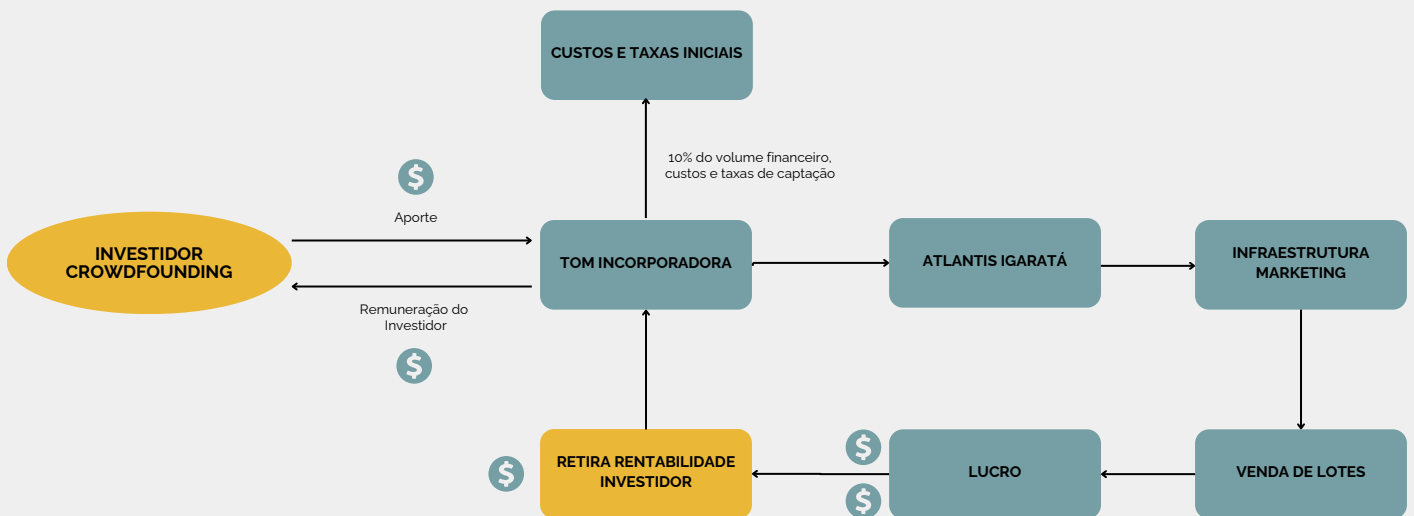 CUSTOS E TAXAS INICIAIS
10% do volume financeiro,
custos e taxas de captação
Aporte
INVESTIDOR
CROWDFOUNDING
TOM INCORPORADORA
ATLANTIS IGARATÁ
INFRAESTRUTURA
MARKETING
Remuneração do
Investidor
RETIRA RENTABILIDADE
INVESTIDOR
LUCRO
VENDA DE LOTES